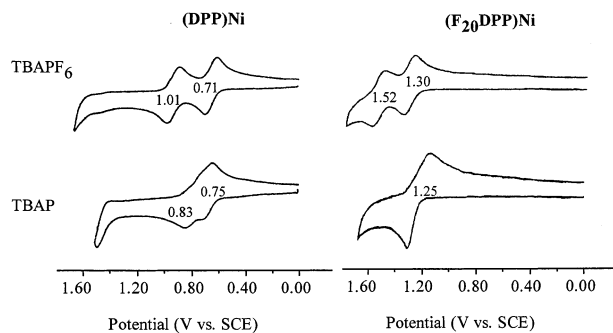 (DPP)Ni (F20DPP)Ni
TBAPF6
1.01 0.71 1.52 1.30
TBAP
0.83 0.75 1.25
1.60 1.20 0.80 0.40 0.00 1.60 1.20 0.80 0.40 0.00
Potential (V vs. SCE) Potential (V vs. SCE)